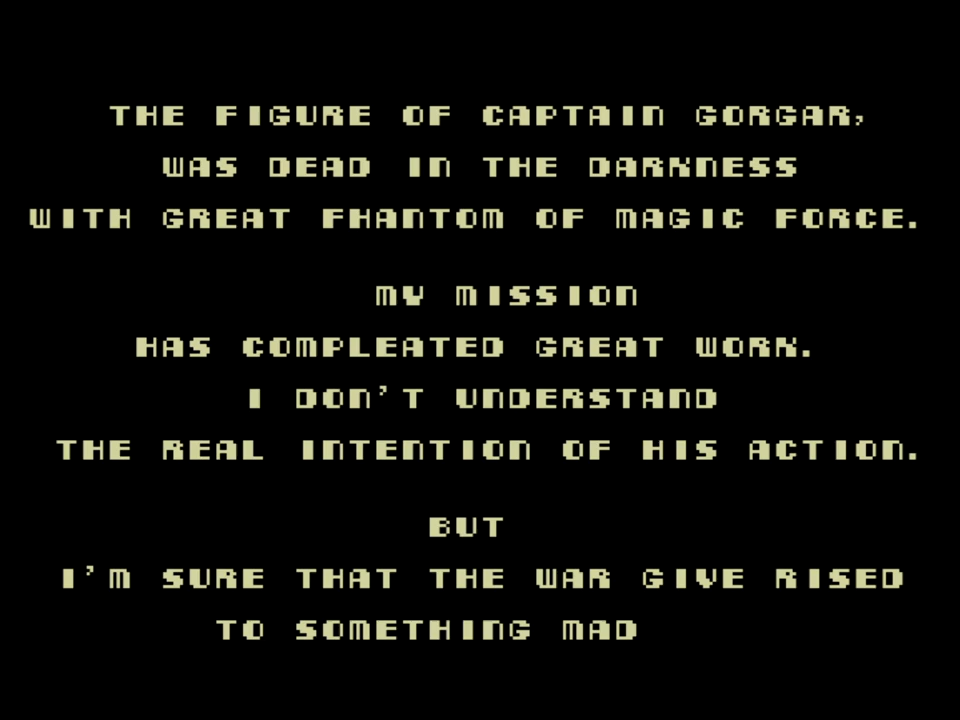 THE FIGURE OF CAPTAIN GORGAR,
WAS DEAD IN THE DARKNESS
WITH GREAT FHANTOM OF MAGIC FORCE.
MY MISSION
HAS COMPLEATED GREAT WORK.
I DON'T UNDERSTAND
THE REAL INTENTION OF HIS ACTION.
BUT
I'M SURE THAT THE WAR GIVE RISED
TO SOMETHING MAD